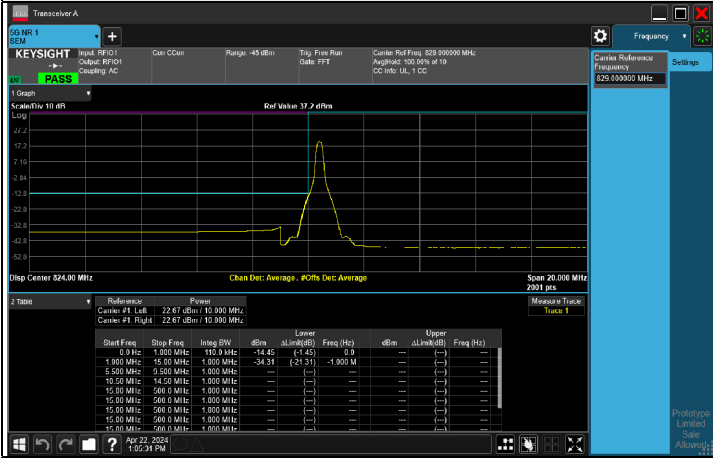 Transceiver A
5G NR 1
SEM
KEYSIGHT
PASS
Input: RFIO1
Output: RFIO1
Coupling: AC
Corr CCorr
Range: -45 dBm
Trig: Free Run
Gate: FFT
Carrier Ref Freq: 829.000000 MHz
Avg|Hold: 100.00% of 10
CC Info: UL, 1 CC
Frequency
Carrier Reference
Frequency
829.000000 MHz
Settings
1 Graph
Scale/Div 10 dB
Ref Value 37.2 dBm
Log
27.2
17.2
7.16
-2.84
-12.8
-22.8
-32.8
-42.8
-52.8
Disp Center 824.00 MHz
Chan Det: Average , #Offs Det: Average
Span 20.000 MHz
2001 pts
2 Table
Reference Power
Carrier #1. Left 22.67 dBm / 10.000 MHz
Carrier #1. Right 22.67 dBm / 10.000 MHz
Measure Trace
Trace 1
Lower Upper
Start Freq Stop Freq Integ BW dBm ΔLimit(dB) Freq (Hz) dBm ΔLimit(dB) Freq (Hz)
0.0 Hz 1.000 MHz 110.0 kHz -14.45 (-1.45) 0.0 --- (---) ---
1.000 MHz 15.00 MHz 1.000 MHz -34.31 (-21.31) -1.000 M --- (---) ---
5.500 MHz 9.500 MHz 1.000 MHz --- (---) --- --- (---) ---
10.50 MHz 14.50 MHz 1.000 MHz --- (---) --- --- (---) ---
15.00 MHz 500.0 MHz 1.000 MHz --- (---) --- --- (---) ---
15.00 MHz 500.0 MHz 1.000 MHz --- (---) --- --- (---) ---
15.00 MHz 500.0 MHz 1.000 MHz --- (---) --- --- (---) ---
15.00 MHz 500.0 MHz 1.000 MHz --- (---) --- --- (---) ---
15.00 MHz 500.0 MHz 1.000 MHz --- (---) --- --- (---) ---
Apr 22, 2024
1:05:31 PM
Prototype
Limited
Sale
Allowed